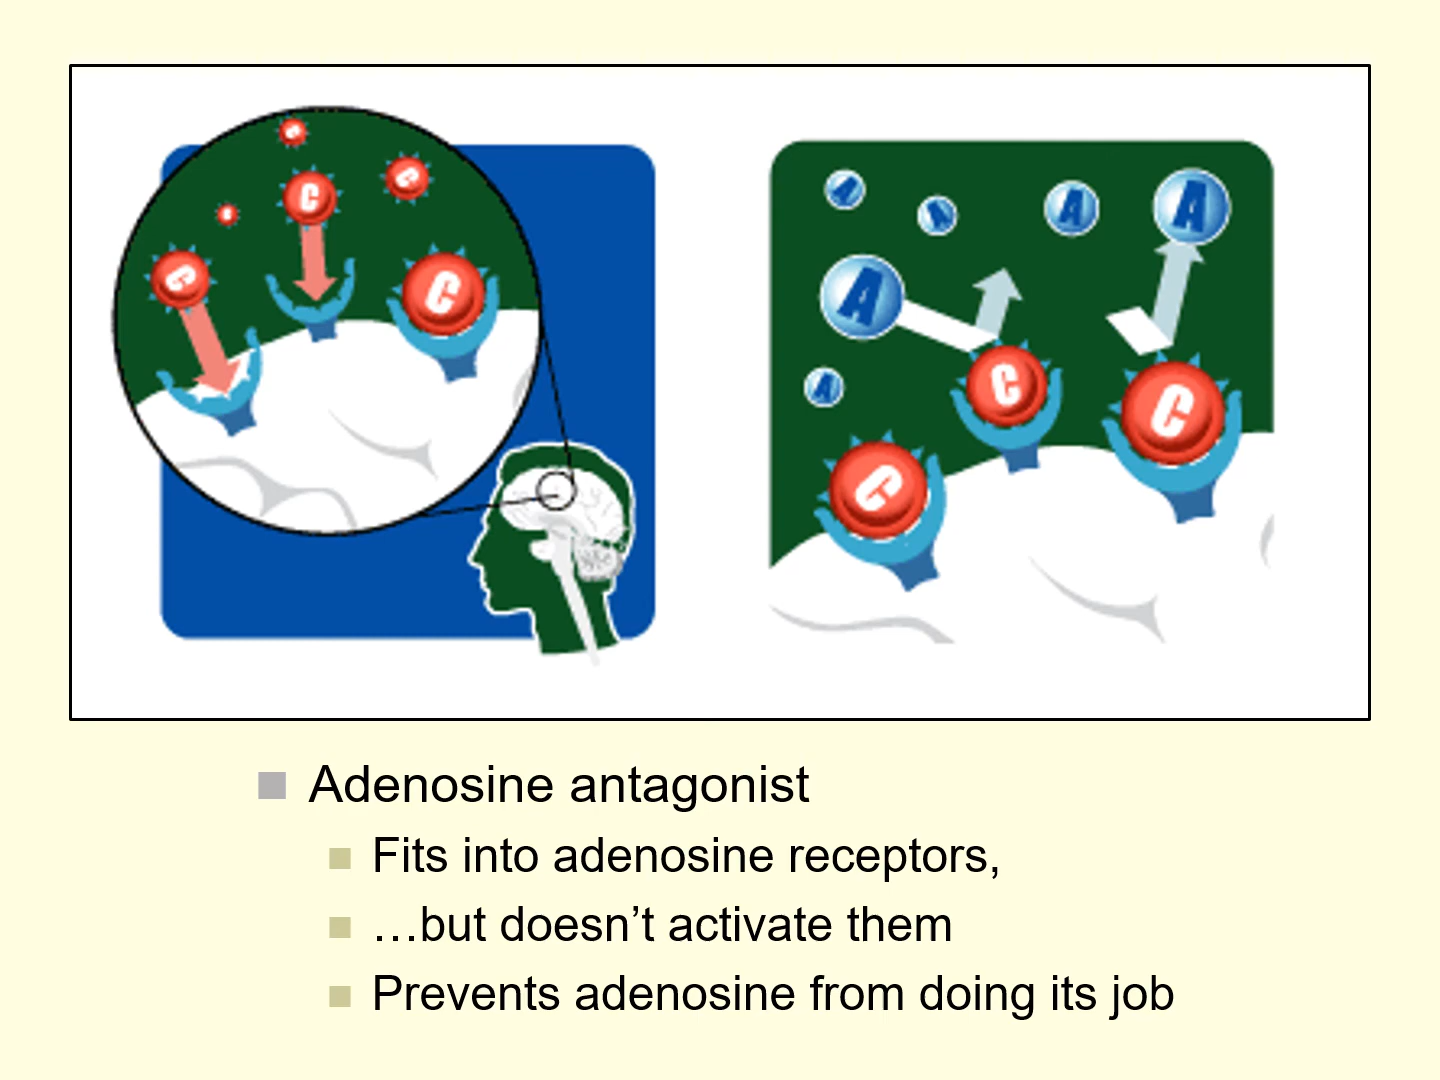 C
C
C
C
C
C
A
A
A
A
A
A
C
C
C
Adenosine antagonist
Fits into adenosine receptors,
…but doesn’t activate them
Prevents adenosine from doing its job